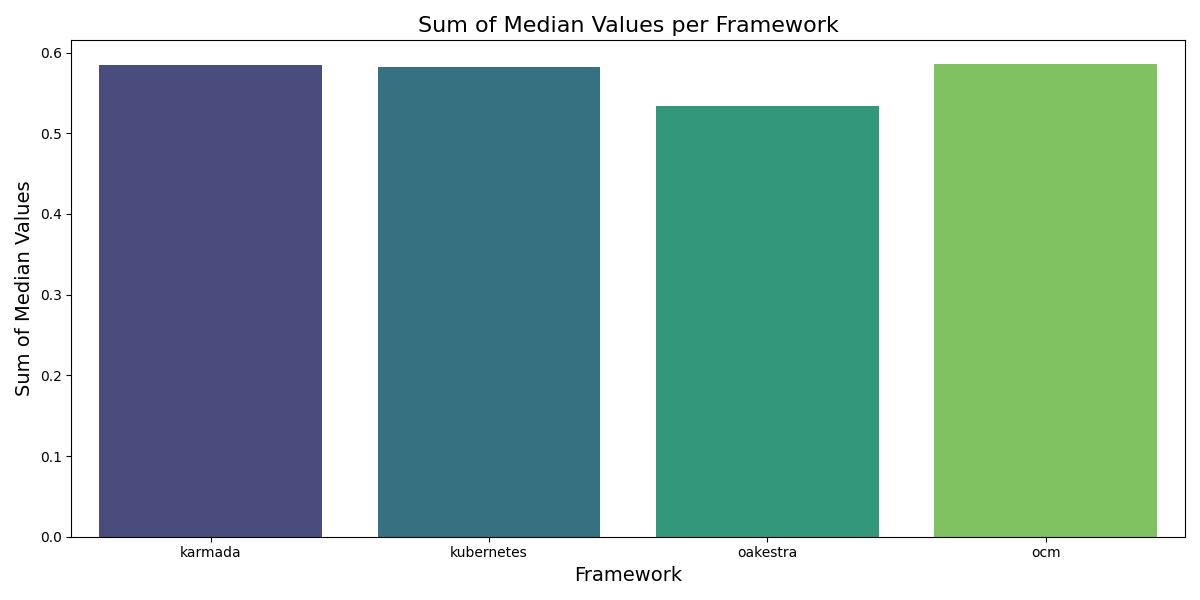 Sum of Median Values per Framework
Sum of Median Values
0.6
0.5
0.4
0.3
0.2
0.1
0.0
karmada
kubernetes
oakestra
ocm
Framework